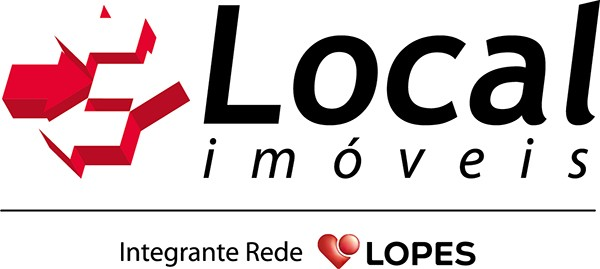 Local
imóveis
Integrante Rede LOPES